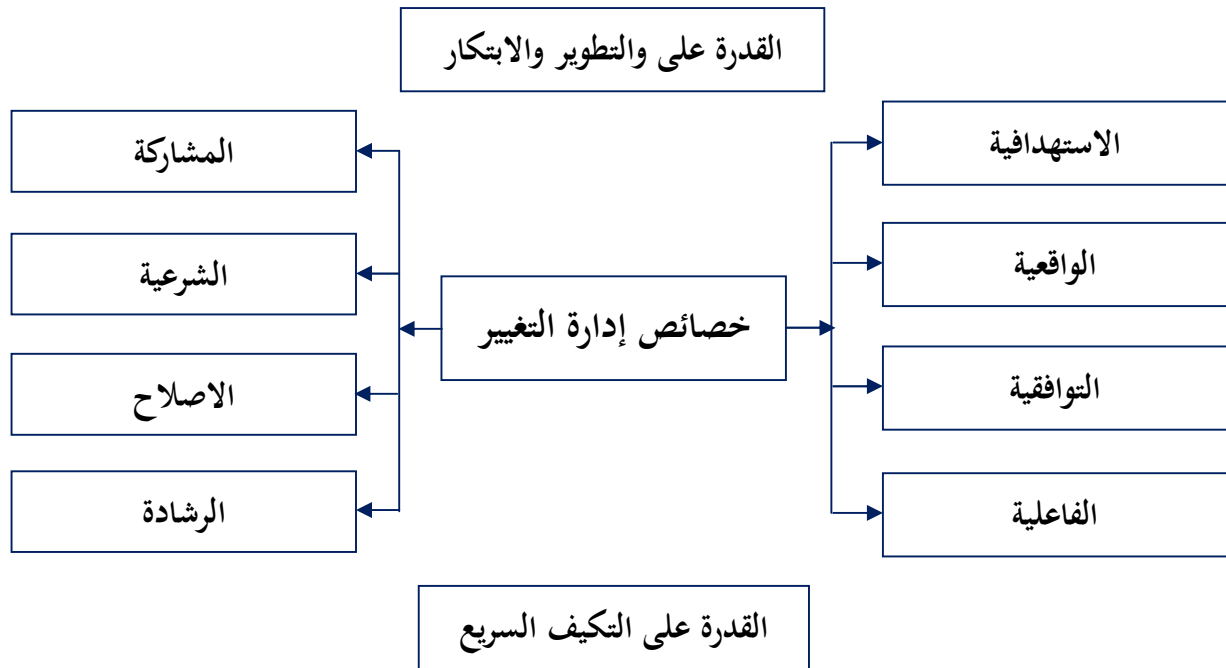 القدرة على والتطوير والابتكار
الاستهدافية
المشاركة
الواقعية
الشرعية
خصائص إدارة التغيير
التوافقية
الاصلاح
الفاعلية
الرشادة
القدرة على التكيف السريع